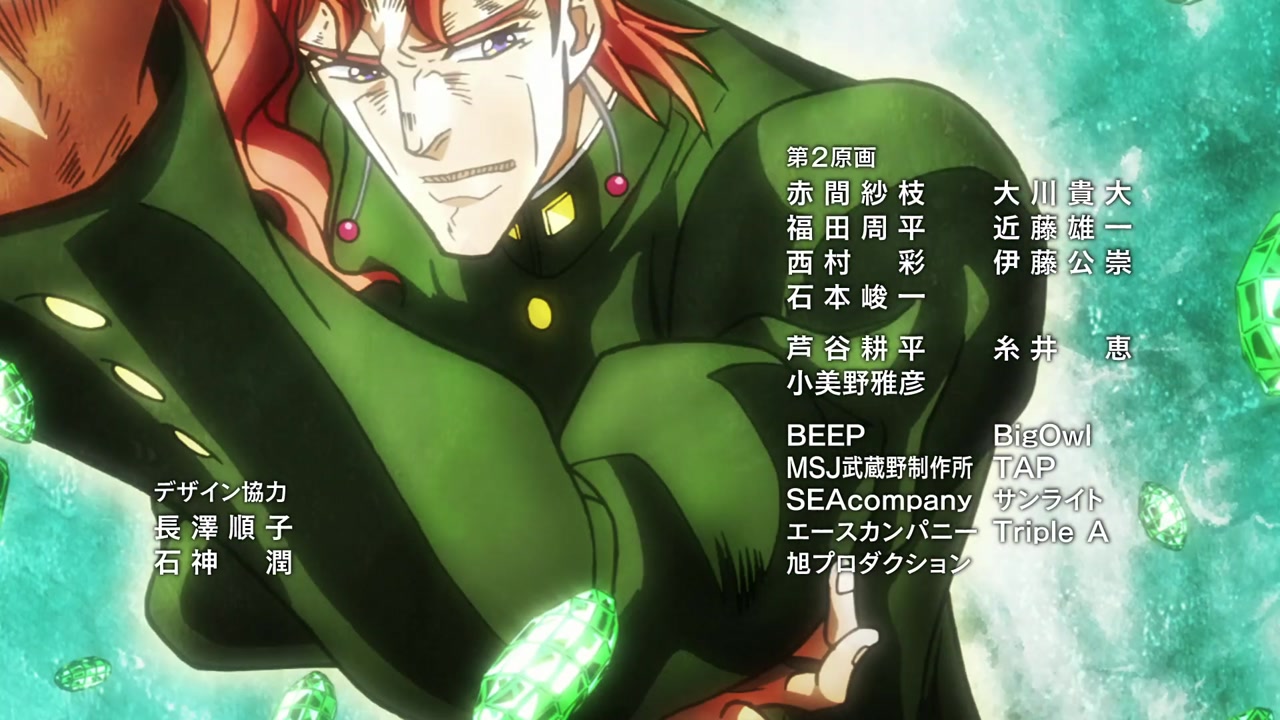 第2原画
赤間紗枝 大川貴大
福田周平 近藤雄一
西村 彩 伊藤公崇
石本峻一
芦谷耕平 糸井 恵
小美野雅彦
BEEP BigOwl
MSJ武蔵野制作所 TAP
SEAcompany サンライト
エースカンパニー Triple A
旭プロダクション
デザイン協力
長澤順子
石神 潤